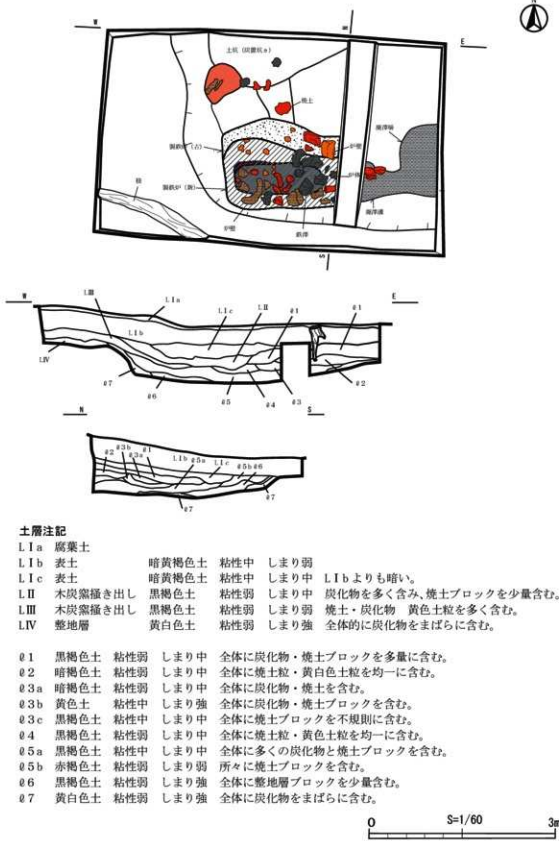 N
W
E
N
土坑(炭置坑a)
焼土
炉壁
製鉄炉(古)
製鉄炉(新)
炉壁
鉄滓
S
W
LⅢ
LⅠa
LⅠc
LⅡ
ℓ1
ℓ1
E
LⅠb
LⅣ
ℓ7
ℓ6
ℓ5
ℓ4
ℓ3
ℓ2
N
S
ℓ2
ℓ3b
ℓ3a
ℓ1
LⅠb
ℓ5a
LⅠc
ℓ5b
ℓ6
ℓ7
ℓ7
土層注記
LⅠa 腐葉土
LⅠb 表土 暗黄褐色土 粘性中 しまり弱
LⅠc 表土 暗黄褐色土 粘性中 しまり中 LⅠbよりも暗い。
LⅡ 木炭窯掻き出し 黒褐色土 粘性弱 しまり中 炭化物を多く含み、焼土ブロックを少量含む。
LⅢ 木炭窯掻き出し 黒褐色土 粘性弱 しまり弱 焼土・炭化物 黄色土粒を多く含む。
LⅣ 整地層 黄白色土 粘性弱 しまり強 全体的に炭化物をまばらに含む。
ℓ1 黒褐色土 粘性弱 しまり中 全体に炭化物・焼土ブロックを多量に含む。
ℓ2 暗褐色土 粘性弱 しまり中 全体に焼土粒・黄白色土粒を均一に含む。
ℓ3a 暗褐色土 粘性弱 しまり中 全体に炭化物・焼土を含む。
ℓ3b 黄色土 粘性中 しまり強 全体に炭化物・焼土ブロックを含む。
ℓ3c 黒褐色土 粘性中 しまり中 全体に焼土ブロックを不規則に含む。
ℓ4 黒褐色土 粘性弱 しまり中 全体に焼土粒・黄色土粒を均一に含む。
ℓ5a 黒褐色土 粘性中 しまり中 全体に多くの炭化物と焼土ブロックを含む。
ℓ5b 赤褐色土 粘性弱 しまり弱 所々に焼土ブロックを含む。
ℓ6 黒褐色土 粘性弱 しまり強 全体に整地層ブロックを少量含む。
ℓ7 黄白色土 粘性弱 しまり強 全体に炭化物をまばらに含む。
0 S=1/60 3m